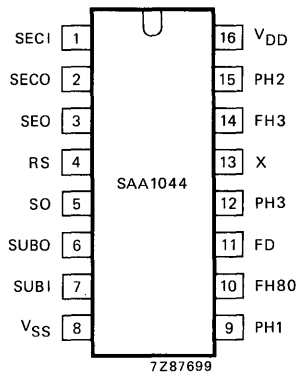 SECI 1 16 VDD
SECO 2 15 PH2
SEO 3 14 FH3
RS 4 13 X
SAA1044
SO 5 12 PH3
SUBO 6 11 FD
SUBI 7 10 FH80
VSS 8 9 PH1
7Z87699